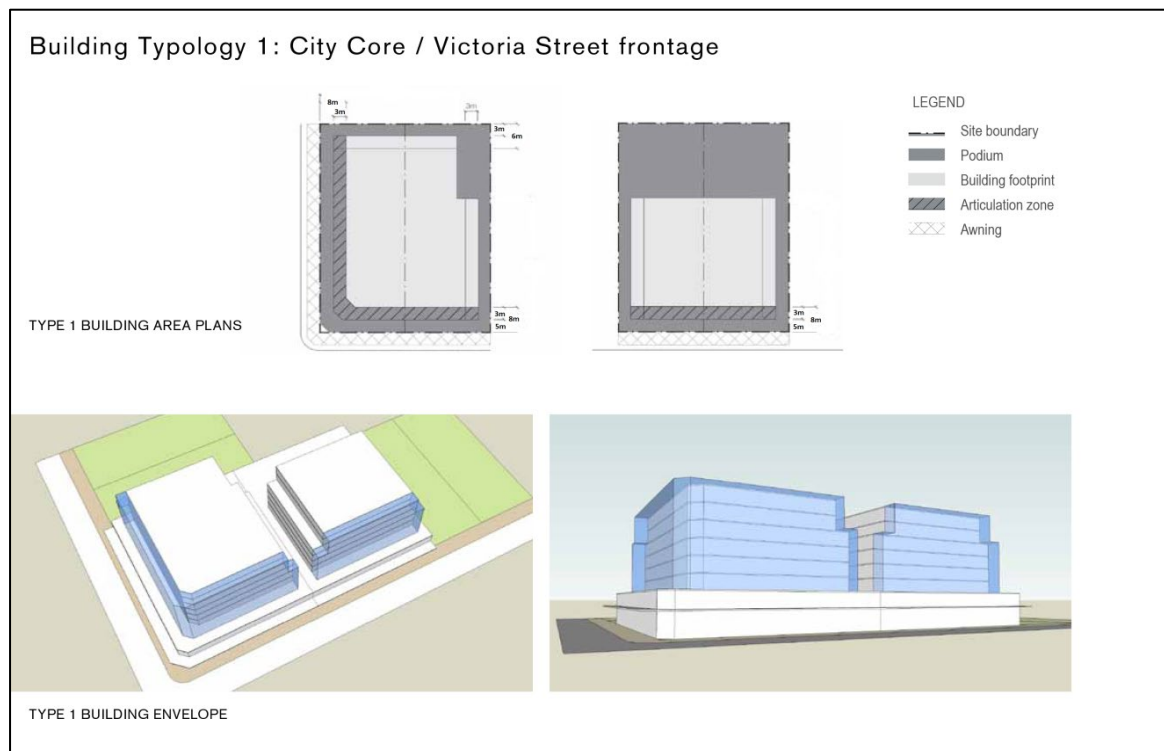 Building Typology 1: City Core / Victoria Street frontage
8m
3m
3m
3m
6m
3m
8m
5m
3m
8m
5m
LEGEND
Site boundary
Podium
Building footprint
Articulation zone
Awning
TYPE 1 BUILDING AREA PLANS
TYPE 1 BUILDING ENVELOPE